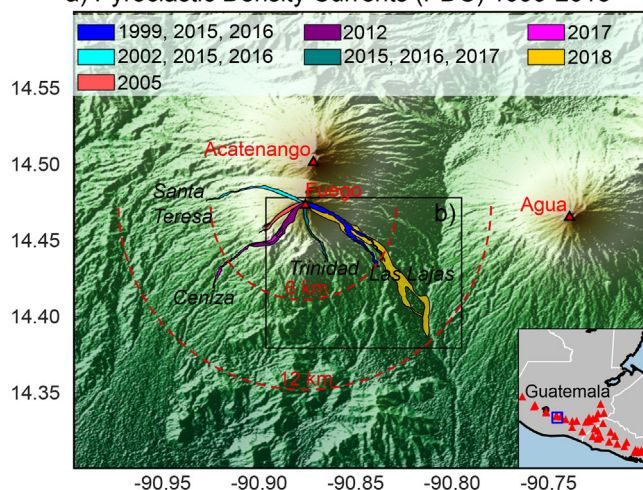 a) Pyroclastic Density Currents (PDC) 1999-2018
1999, 2015, 2016
2012
2017
2002, 2015, 2016
2015, 2016, 2017
2018
2005
14.55
14.50
14.45
14.40
14.35
Acatenango
Santa
Teresa
Fuego
Agua
b)
Trinidad
Las Lajas
Ceniza
6 km
12 km
Guatemala
-90.95
-90.90
-90.85
-90.80
-90.75